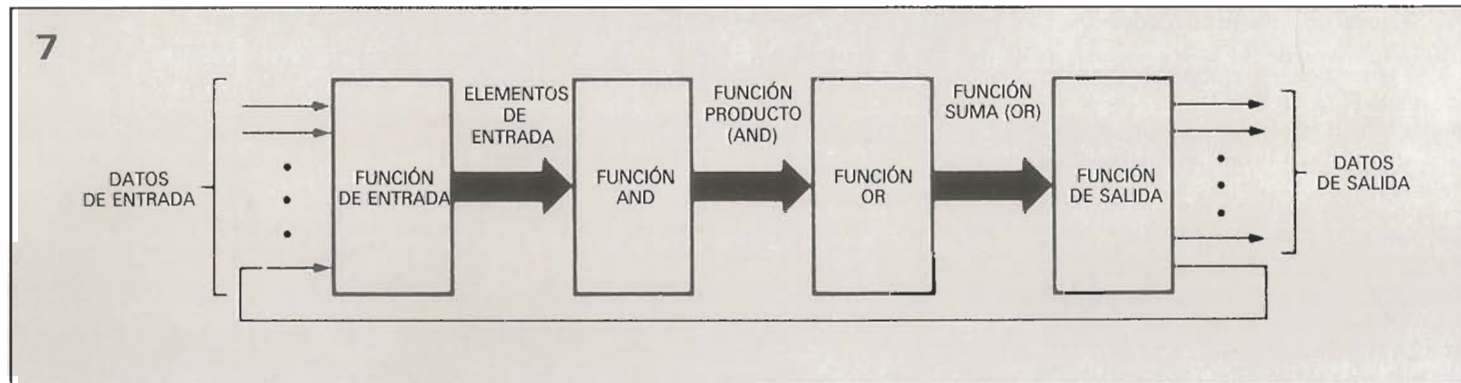 7
DATOS
DE ENTRADA
FUNCIÓN
DE ENTRADA
ELEMENTOS
DE
ENTRADA
FUNCIÓN
AND
FUNCIÓN
PRODUCTO
(AND)
FUNCIÓN
OR
FUNCIÓN
SUMA (OR)
FUNCIÓN
DE SALIDA
DATOS
DE SALIDA